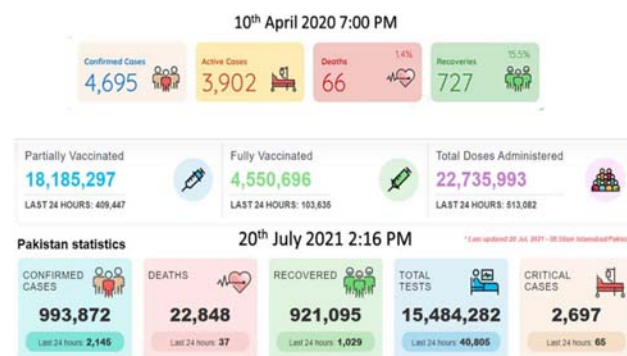 10th April 2020 7:00 PM
Confirmed Cases
4,695
Active Cases
3,902
1.4%
Deaths
66
15.5%
Recoveries
727
Partially Vaccinated
18,185,297
LAST 24 HOURS: 409,447
Fully Vaccinated
4,550,696
LAST 24 HOURS: 103,635
Total Doses Administered
22,735,993
LAST 24 HOURS: 513,082
Pakistan statistics
20th July 2021 2:16 PM
* Last updated 20 Jul, 2021 -
CONFIRMED
CASES
993,872
Last 24 hours: 2,145
DEATHS
22,848
Last 24 hours: 37
RECOVERED
921,095
Last 24 hours: 1,029
TOTAL
TESTS
15,484,282
Last 24 hours: 40,805
CRITICAL
CASES
2,697
Last 24 hours: 65